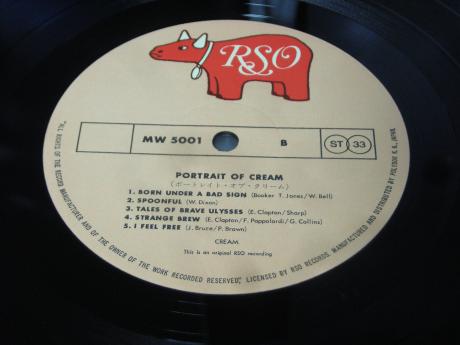 RSO
MW 5001 B ST 33
PORTRAIT OF CREAM
(ポートレイト・オブ・クリーム)
1. BORN UNDER A BAD SIGN (Booker T. Jones/W. Bell)
2. SPOONFUL (W. Dixon)
3. TALES OF BRAVE ULYSSES (E. Clapton/Sharp)
4. STRANGE BREW (E. Clapton/F. Pappalardi/G. Collins)
5. I FEEL FREE (J. Bruce/P. Brown)
CREAM
This is an original RSO recording
"ALL RIGHTS OF THE RECORD MANUFACTURER AND OF THE OWNER OF THE WORK RECORDED RESERVED", LICENSED BY RSO RECORDS. MANUFACTURED AND DISTRIBUTED BY POLYDOR K. K., JAPAN.